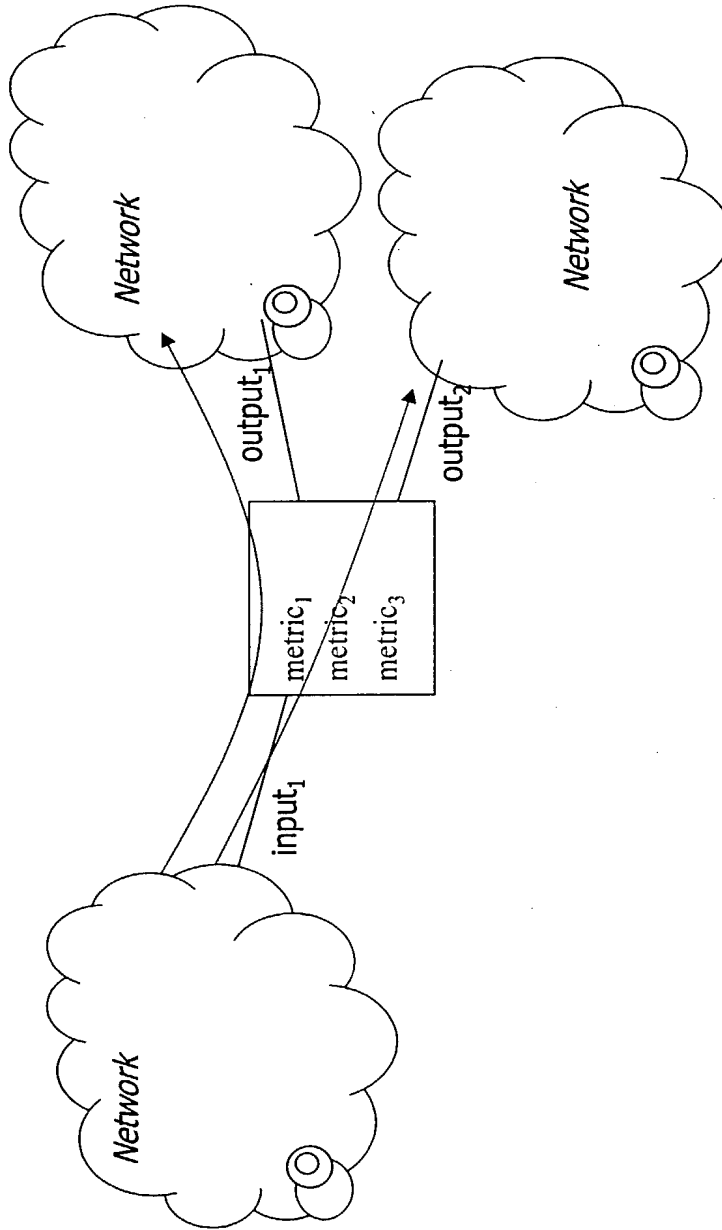 Network
input₁
metric₁
metric₂
metric₃
output₁
output₂
Network
Network